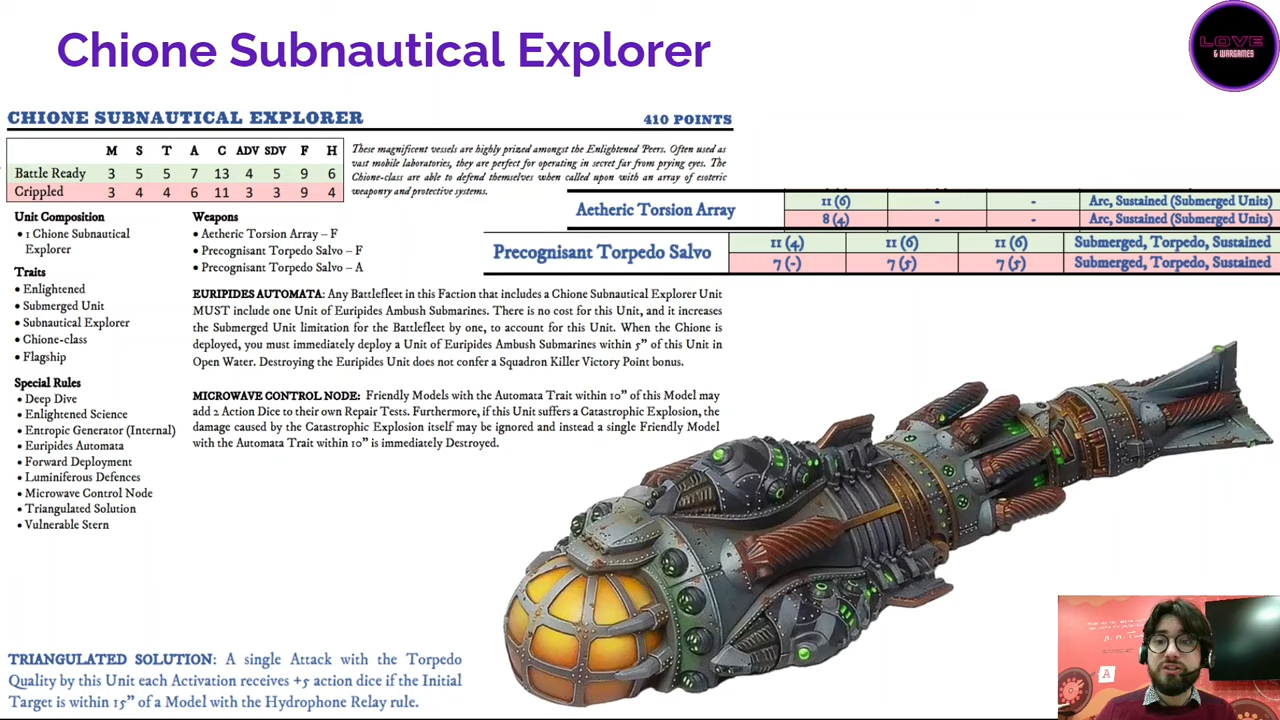 Chione Subnautical Explorer
LOVE
& WARGAMES
CHIONE SUBNAUTICAL EXPLORER 410 POINTS
M S T A C ADV SDV F H
Battle Ready 3 5 5 7 13 4 5 9 6
Crippled 3 4 4 6 11 3 3 9 4
These magnificent vessels are highly prized amongst the Enlightened Peers. Often used as
vast mobile laboratories, they are perfect for operating in secret far from prying eyes. The
Chione-class are able to defended themselves when called upon with an array of esoteric
weaponry and protective systems.
Aetheric Torsion Array
11 (6) - - Arc, Sustained (Submerged Units)
8 (4) - - Arc, Sustained (Submerged Units)
Precognisant Torpedo Salvo
11 (4) 11 (6) 11 (6) Submerged, Torpedo, Sustained
7 (-) 7 (5) 7 (5) Submerged, Torpedo, Sustained
Unit Composition
• 1 Chione Subnautical
Explorer
Traits
• Enlightened
• Submerged Unit
• Subnautical Explorer
• Chione-class
• Flagship
Special Rules
• Deep Dive
• Enlightened Science
• Entropic Generator (Internal)
• Euripides Automata
• Forward Deployment
• Luminiferous Defences
• Microwave Control Node
• Triangulated Solution
• Vulnerable Stern
Weapons
• Aetheric Torsion Array – F
• Precognisant Torpedo Salvo – F
• Precognisant Torpedo Salvo – A
EURIPIDES AUTOMATA: Any Battlefleet in this Faction that includes a Chione Subnautical Explorer Unit
MUST include one Unit of Euripides Ambush Submarines. There is no cost for this Unit, and it increases
the Submerged Unit limitation for the Battlefleet by one, to account for this Unit. When the Chione is
deployed, you must immediately deploy a Unit of Euripides Ambush Submarines within 5" of this Unit in
Open Water. Destroying the Euripides Unit does not confer a Squadron Killer Victory Point bonus.
MICROWAVE CONTROL NODE: Friendly Models with the Automata Trait within 10" of this Model may
add 2 Action Dice to their own Repair Tests. Furthermore, if this Unit suffers a Catastrophic Explosion, the
damage caused by the Catastrophic Explosion itself may be ignored and instead a single Friendly Model
with the Automata Trait within 10" is immediately Destroyed.
TRIANGULATED SOLUTION: A single Attack with the Torpedo
Quality by this Unit each Activation receives +5 action dice if the Initial
Target is within 15" of a Model with the Hydrophone Relay rule.
A